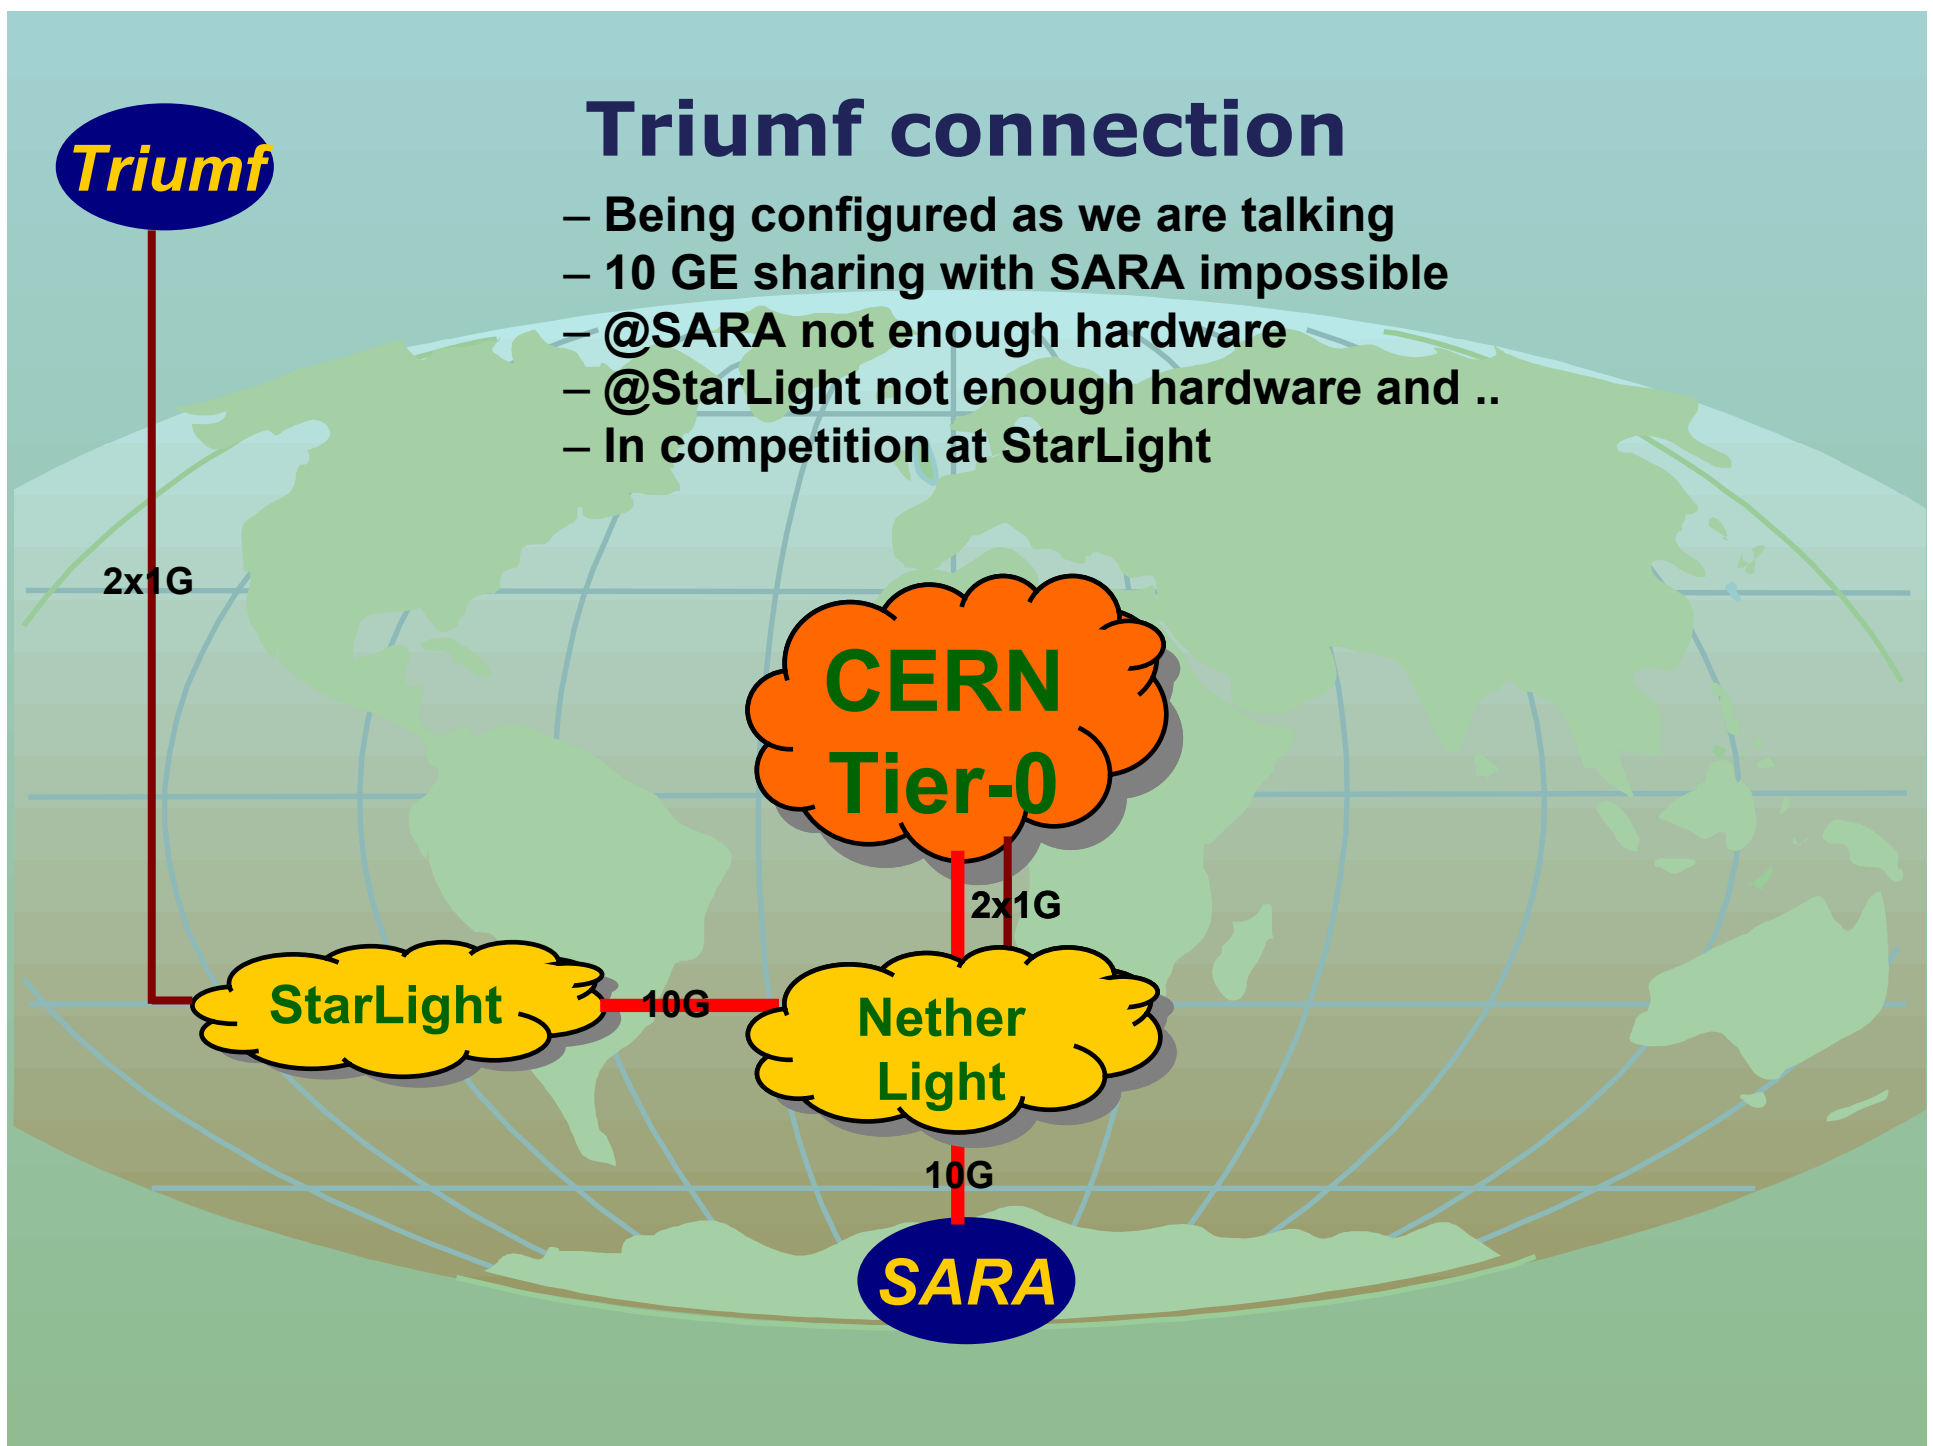 Triumf connection
Triumf
– Being configured as we are talking
– 10 GE sharing with SARA impossible
– @SARA not enough hardware
– @StarLight not enough hardware and ..
– In competition at StarLight
2x1G
CERN
Tier-0
2x1G
StarLight
10G
Nether
Light
10G
SARA